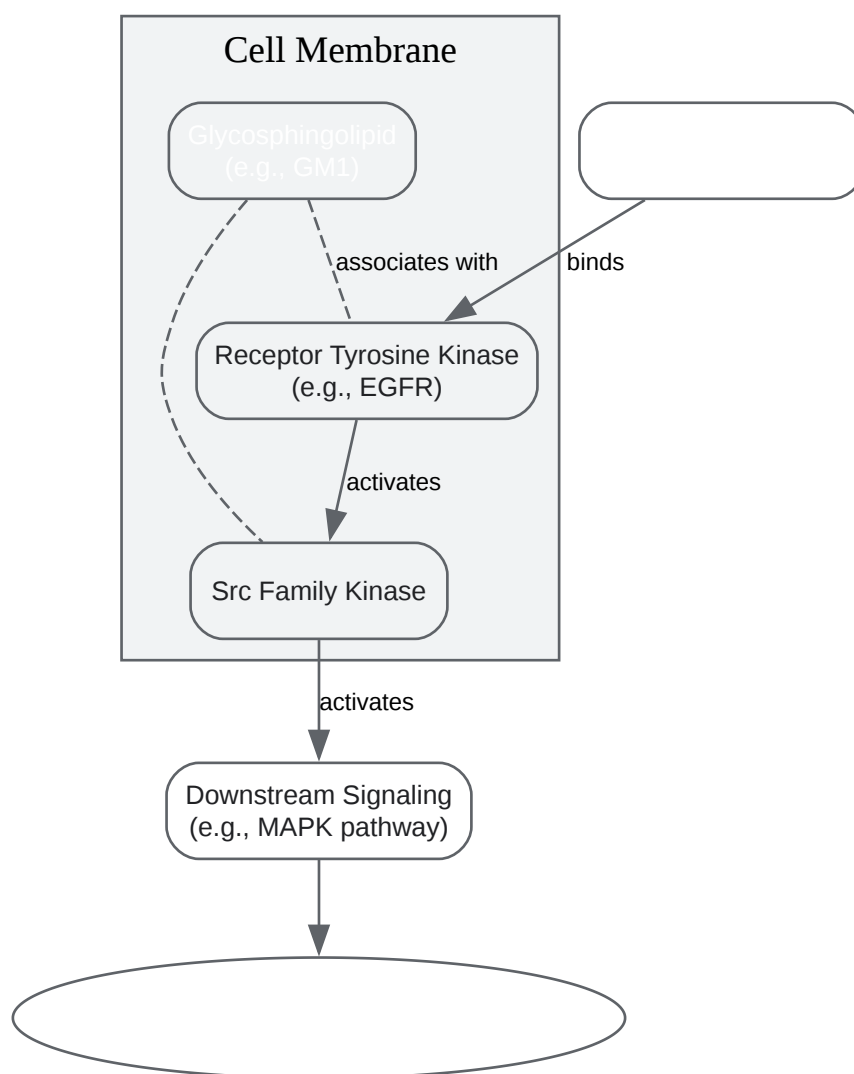 Cell Membrane
Glycosphingolipid
(e.g., GM1)
associates with
binds
Receptor Tyrosine Kinase
(e.g., EGFR)
activates
Src Family Kinase
activates
Downstream Signaling
(e.g., MAPK pathway)